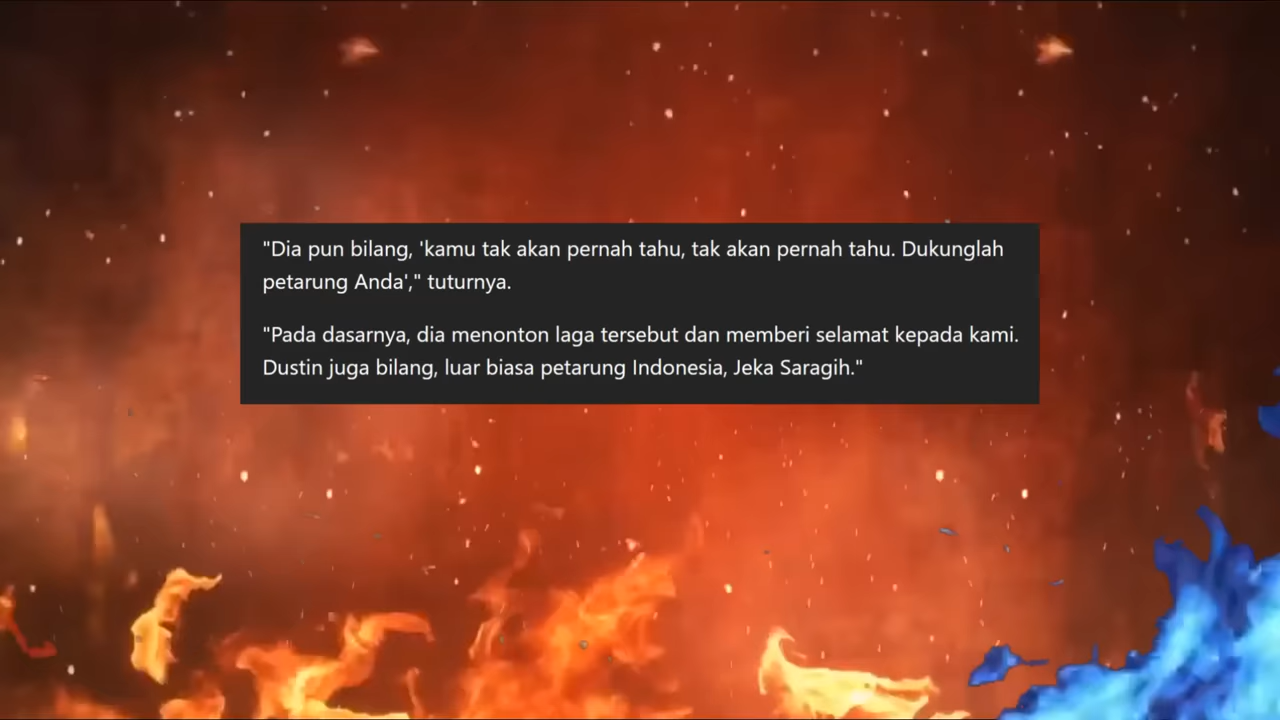 "Dia pun bilang, 'kamu tak akan pernah tahu, tak akan pernah tahu. Dukunglah
petarung Anda'," tuturnya.
"Pada dasarnya, dia menonton laga tersebut dan memberi selamat kepada kami.
Dustin juga bilang, luar biasa petarung Indonesia, Jeka Saragih."